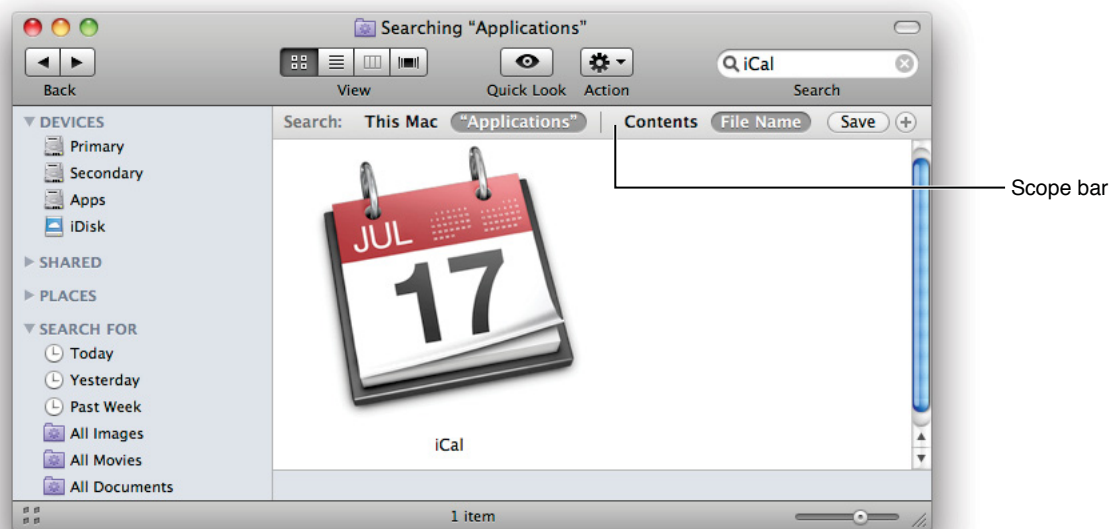 Searching “Applications”
iCal
Back
View
Quick Look
Action
Search
DEVICES
Primary
Secondary
Apps
iDisk
SHARED
PLACES
SEARCH FOR
Today
Yesterday
Past Week
All Images
All Movies
All Documents
Search: This Mac “Applications” Contents File Name Save
JUL
17
iCal
1 item
Scope bar